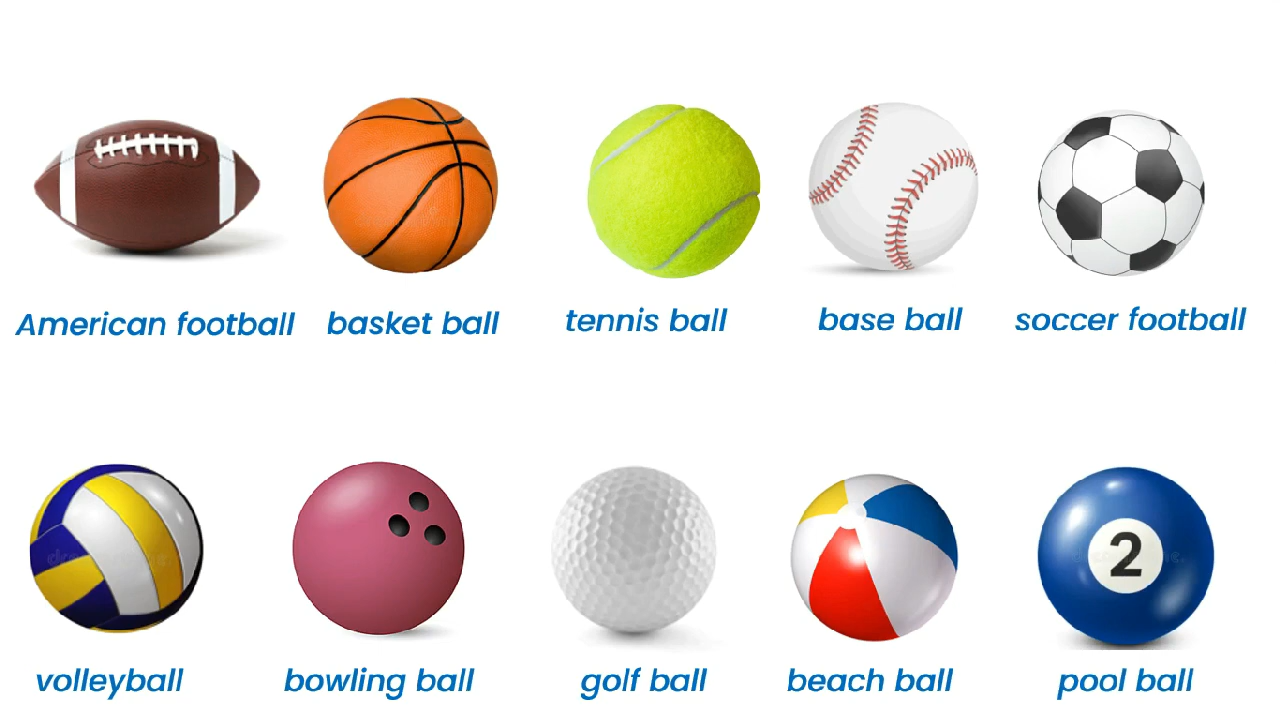 American football
basket ball
tennis ball
base ball
soccer football
2
volleyball
bowling ball
golf ball
beach ball
pool ball